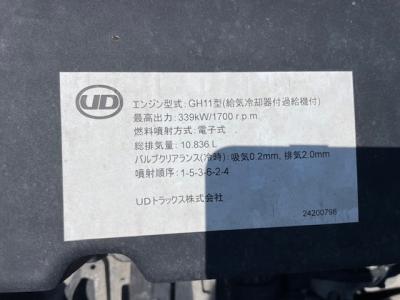 UD
エンジン型式: GH11型(給気冷却器付過給機付)
最高出力: 339kW/1700 r.p.m
燃料噴射方式: 電子式
総排気量: 10.836 L
バルブクリアランス(冷時): 吸気0.2mm, 排気2.0mm
噴射順序: 1-5-3-6-2-4
UDトラックス株式会社
24200798